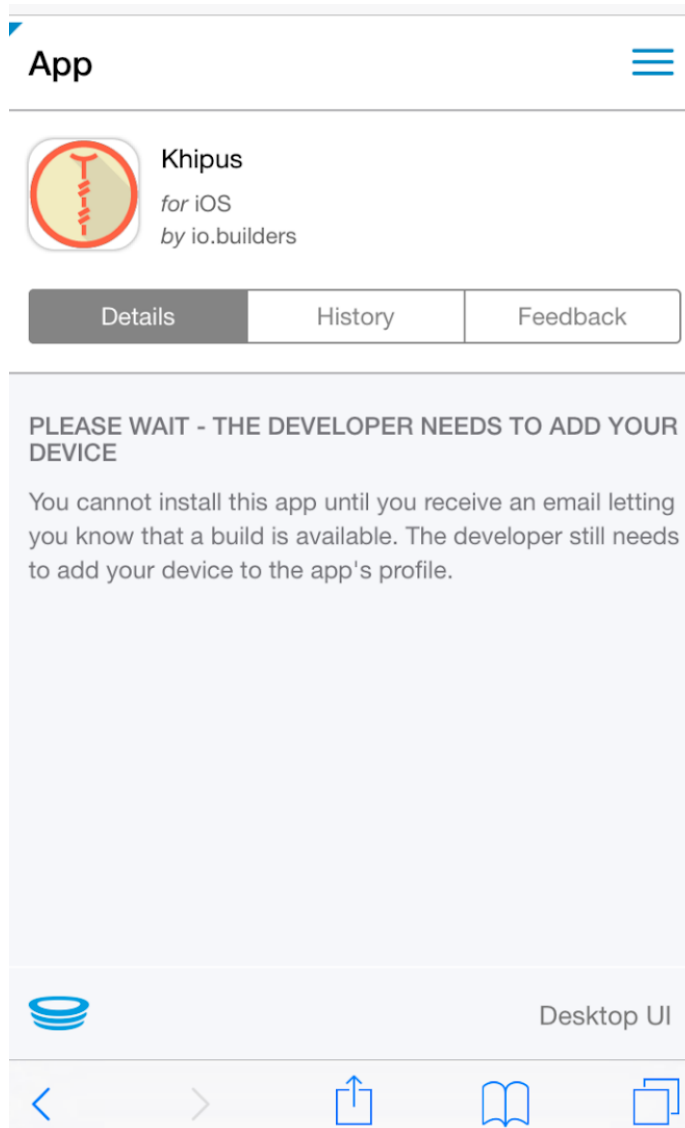 App
Khipus
for iOS
by io.builders
Details
History
Feedback
PLEASE WAIT - THE DEVELOPER NEEDS TO ADD YOUR
DEVICE
You cannot install this app until you receive an email letting
you know that a build is available. The developer still needs
to add your device to the app's profile.
Desktop UI